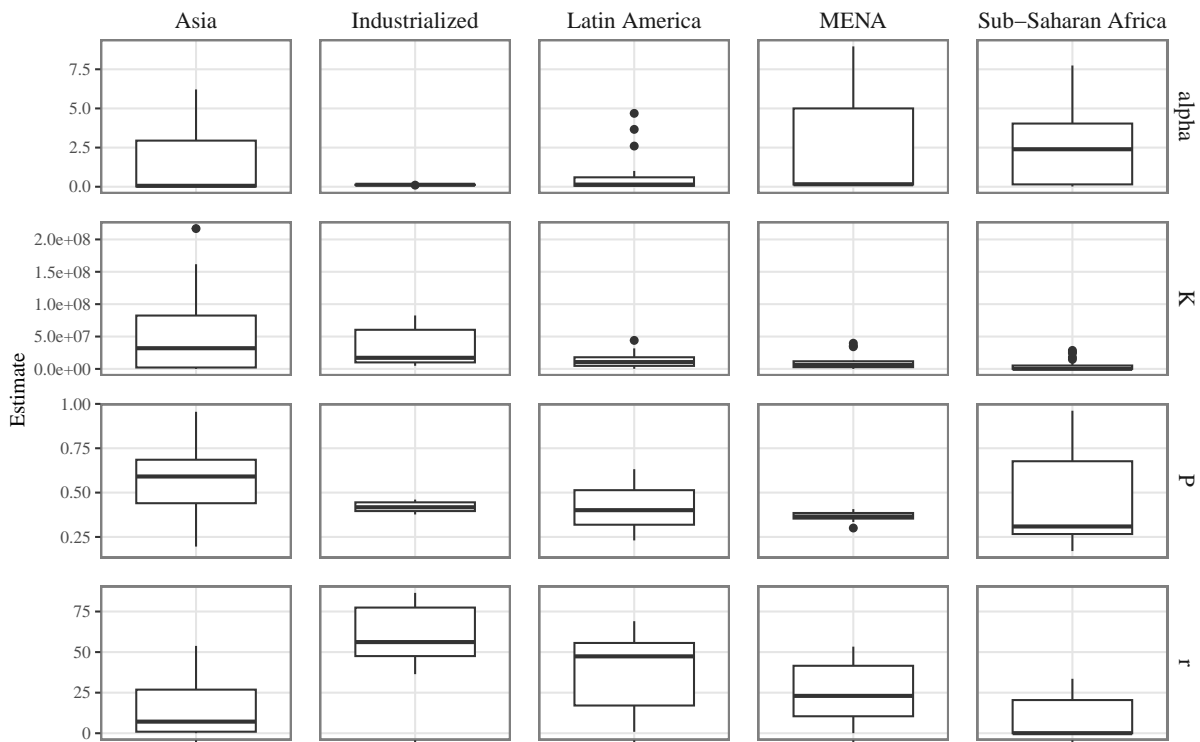 Asia Industrialized Latin America MENA Sub−Saharan Africa
7.5
5.0
2.5
0.0
alpha
2.0e+08
1.5e+08
1.0e+08
5.0e+07
0.0e+00
K
Estimate
1.00
0.75
0.50
0.25
P
75
50
25
0
r